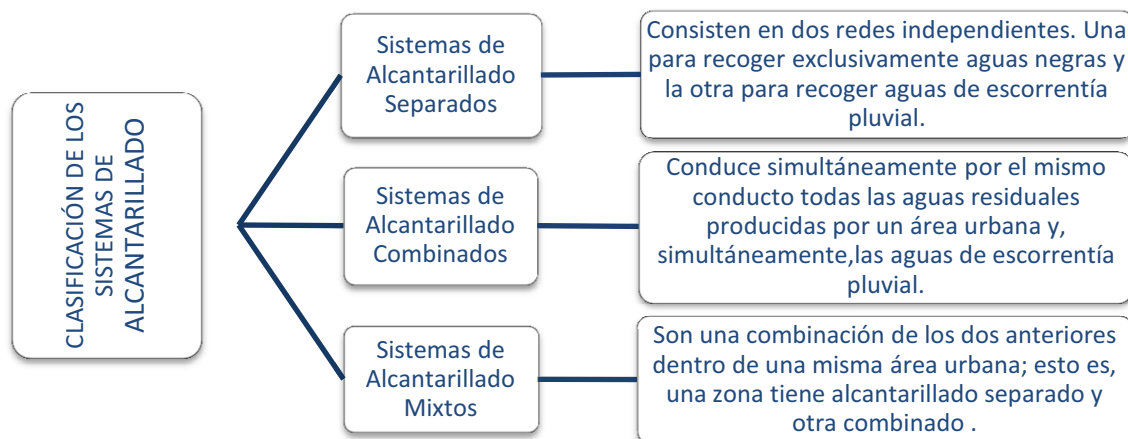 CLASIFICACIÓN DE LOS
SISTEMAS DE
ALCANTARILLADO
Sistemas de
Alcantarillado
Separados
Consisten en dos redes independientes. Una
para recoger exclusivamente aguas negras y
la otra para recoger aguas de escorrentía
pluvial.
Sistemas de
Alcantarillado
Combinados
Conduce simultáneamente por el mismo
conducto todas las aguas residuales
producidas por un área urbana y,
simultáneamente,las aguas de escorrentía
pluvial.
Sistemas de
Alcantarillado
Mixtos
Son una combinación de los dos anteriores
dentro de una misma área urbana; esto es,
una zona tiene alcantarillado separado y
otra combinado .